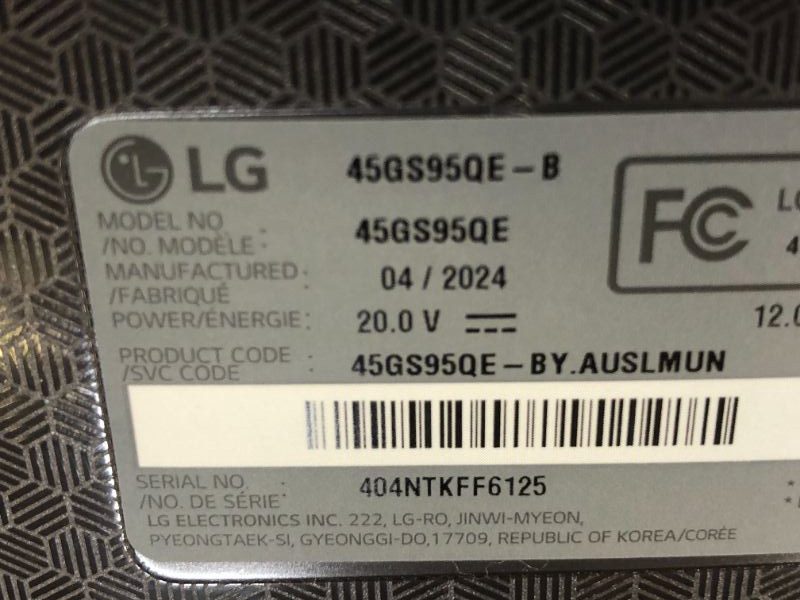 LG 45GS95QE-B
MODEL NO. : 45GS95QE
/NO. MODÈLE
MANUFACTURED : 04 / 2024
/FABRIQUÉ
POWER/ÉNERGIE : 20.0 V
PRODUCT CODE : 45GS95QE-BY.AUSLMUN
/SVC CODE
SERIAL NO. : 404NTKFF6125
/NO. DE SÉRIE
LG ELECTRONICS INC. 222, LG-RO, JINWI-MYEON,
PYEONGTAEK-SI, GYEONGGI-DO,17709, REPUBLIC OF KOREA/CORÉE
FC